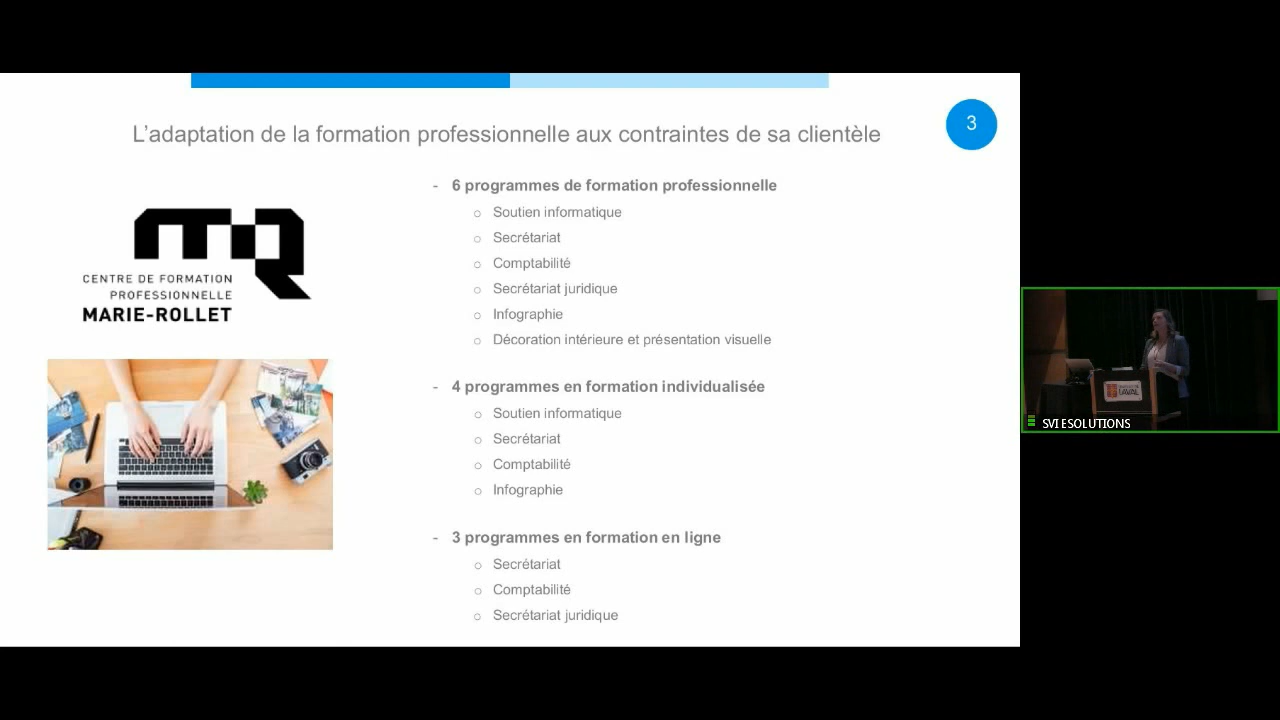 L'adaptation de la formation professionnelle aux contraintes de sa clientèle
3
CENTRE DE FORMATION
PROFESSIONNELLE
MARIE-ROLLET
- 6 programmes de formation professionnelle
o Soutien informatique
o Secrétariat
o Comptabilité
o Secrétariat juridique
o Infographie
o Décoration intérieure et présentation visuelle
- 4 programmes en formation individualisée
o Soutien informatique
o Secrétariat
o Comptabilité
o Infographie
- 3 programmes en formation en ligne
o Secrétariat
o Comptabilité
o Secrétariat juridique
LAVAL
SVIESOLUTIONS